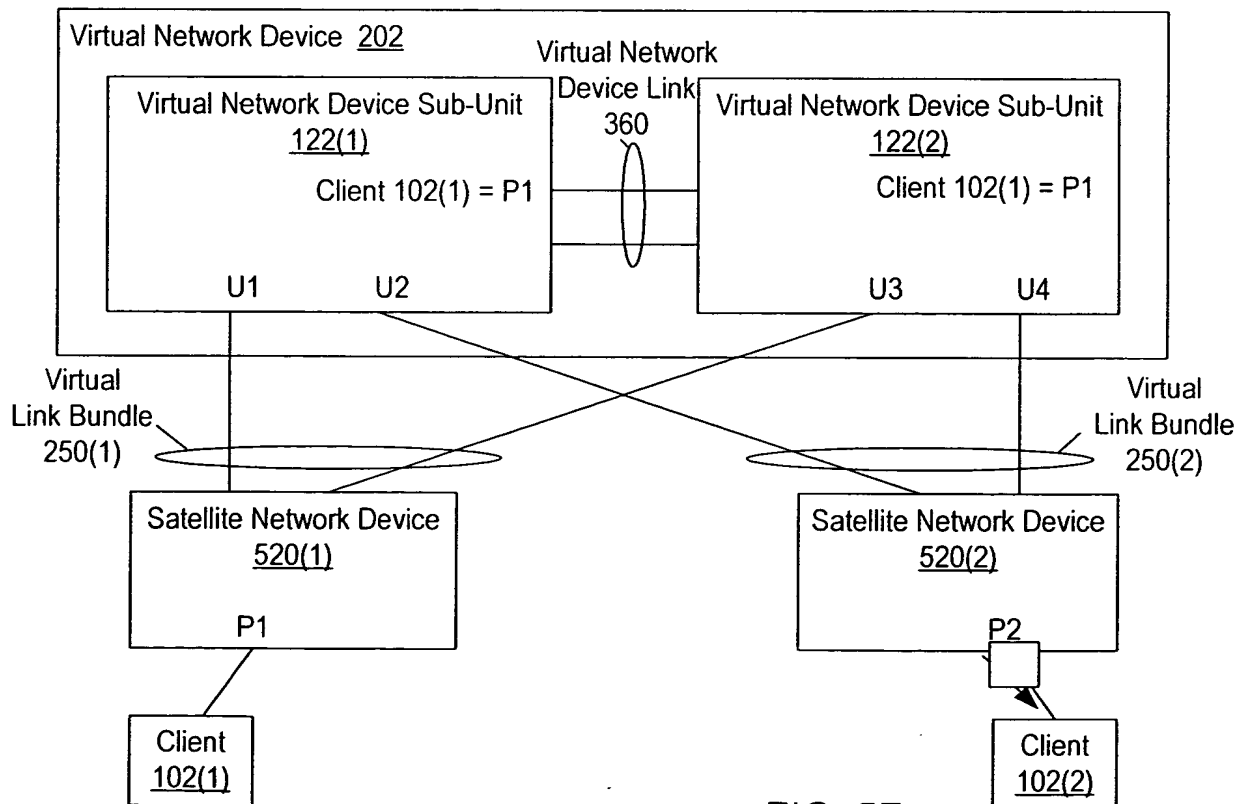 Virtual Network Device 202
Virtual Network
Device Link
360
Virtual Network Device Sub-Unit
122(1)
Client 102(1) = P1
U1 U2
Virtual Network Device Sub-Unit
122(2)
Client 102(1) = P1
U3 U4
Virtual
Link Bundle
250(1)
Virtual
Link Bundle
250(2)
Satellite Network Device
520(1)
P1
Satellite Network Device
520(2)
P2
Client
102(1)
Client
102(2)